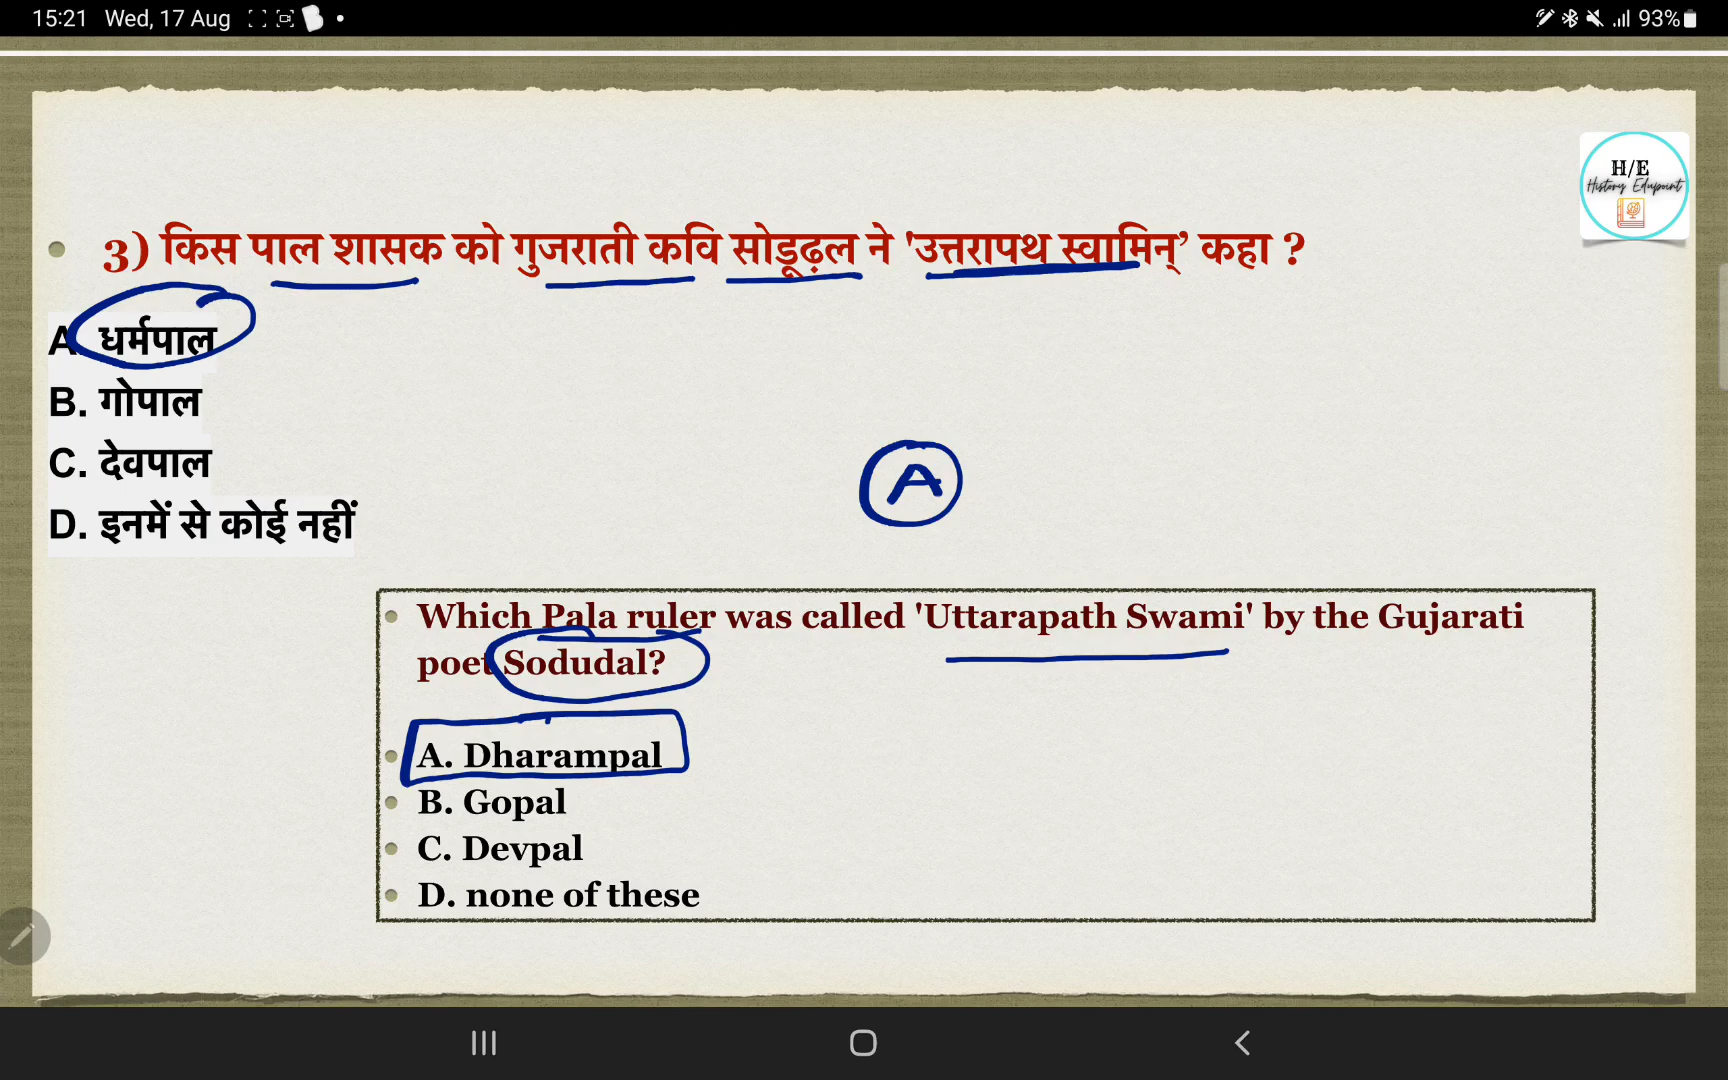 15:21 Wed, 17 Aug
93%
H/E
History Edupoint
3) किस पाल शासक को गुजराती कवि सोडूढ़ल ने 'उत्तरापथ स्वामिन्’ कहा ?
A. धर्मपाल
B. गोपाल
C. देवपाल
D. इनमें से कोई नहीं
A
Which Pala ruler was called 'Uttarapath Swami' by the Gujarati
poet Sodudal?
A. Dharampal
B. Gopal
C. Devpal
D. none of these